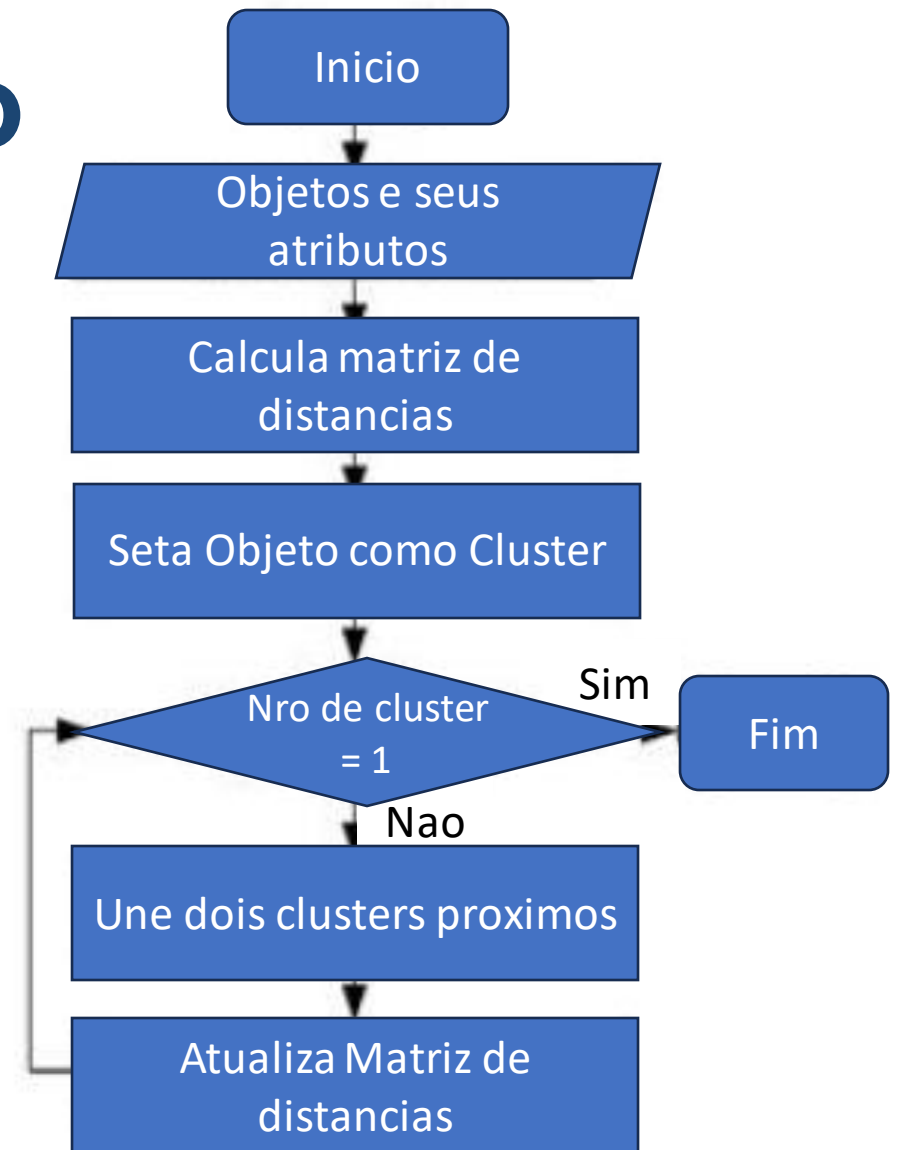 Inicio
Objetos e seus
atributos
Calcula matriz de
distancias
Seta Objeto como Cluster
Sim
Nro de cluster
= 1
Fim
Nao
Une dois clusters proximos
Atualiza Matriz de
distancias